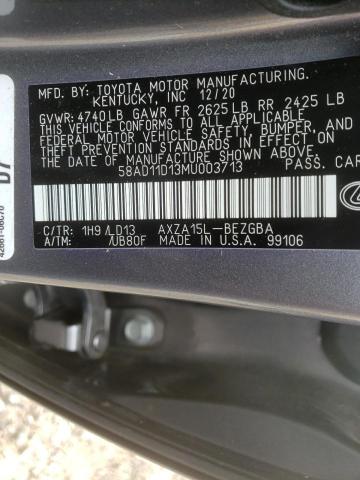 MFD. BY: TOYOTA MOTOR MANUFACTURING.
KENTUCKY, INC 12/20
GVWR: 4740LB GAWR FR 2625LB RR 2425 LB
THIS VEHICLE CONFORMS TO ALL APPLICABLE
FEDERAL MOTOR VEHICLE SAFETY, BUMPER, AND
THEFT PREVENTION STANDARDS IN EFFECT ON
THE DATE OF MANUFACTURE SHOWN ABOVE.
58AD11D13MU003713 PASS. CAR
C/TR: 1H9 /LD13 AXZA15L-BEZGBA
A/TM: /UB80F MADE IN U.S.A. 99106
D7